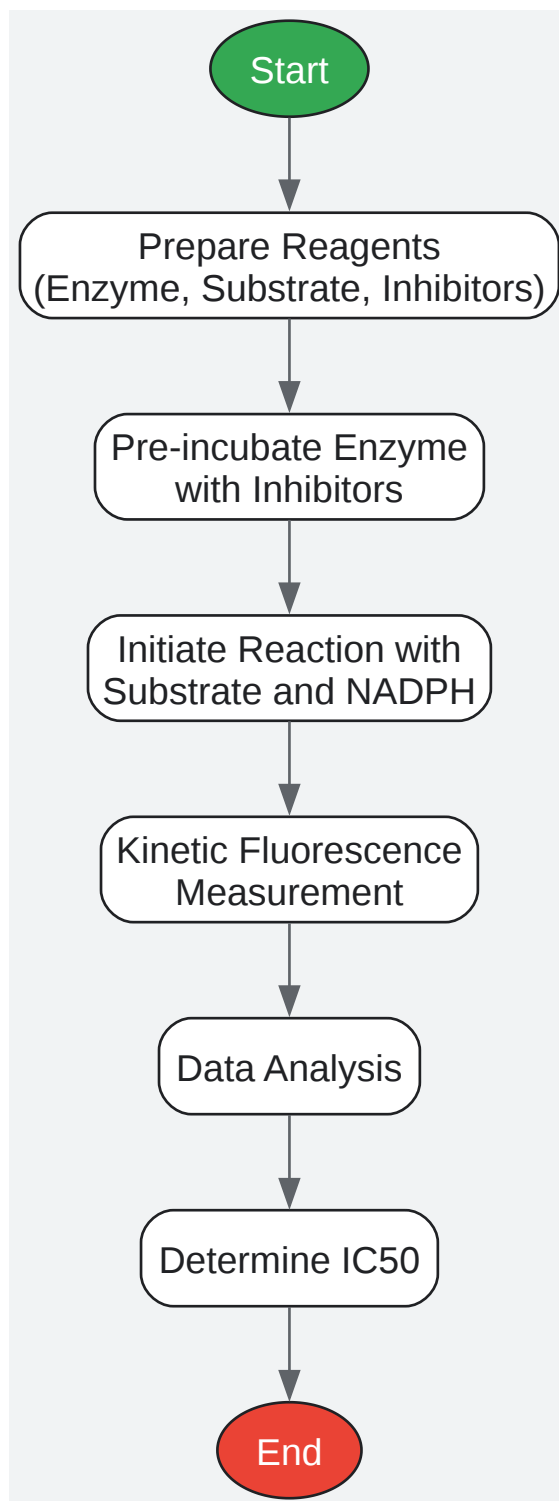 Start
Prepare Reagents
(Enzyme, Substrate, Inhibitors)
Pre-incubate Enzyme
with Inhibitors
Initiate Reaction with
Substrate and NADPH
Kinetic Fluorescence
Measurement
Data Analysis
Determine IC50
End